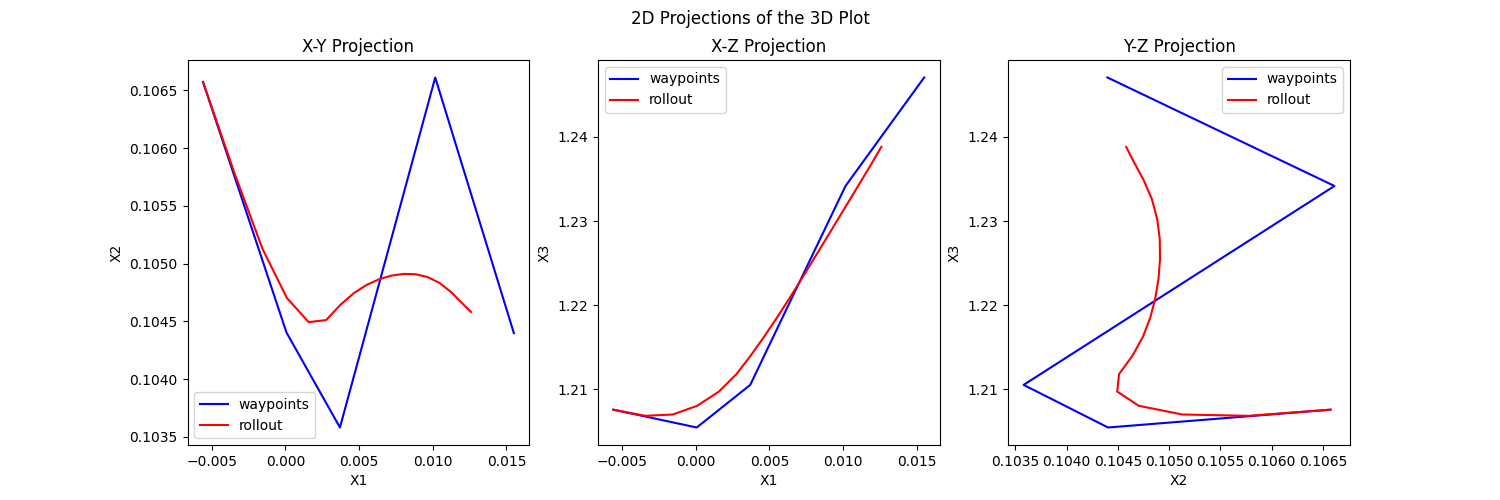 2D Projections of the 3D Plot
X-Y Projection
X2
0.1065
0.1060
0.1055
0.1050
0.1045
0.1040
0.1035
waypoints
rollout
−0.005 0.000 0.005 0.010 0.015
X1
X-Z Projection
waypoints
rollout
X3
1.24
1.23
1.22
1.21
−0.005 0.000 0.005 0.010 0.015
X1
Y-Z Projection
waypoints
rollout
X3
1.24
1.23
1.22
1.21
0.1035 0.1040 0.1045 0.1050 0.1055 0.1060 0.1065
X2